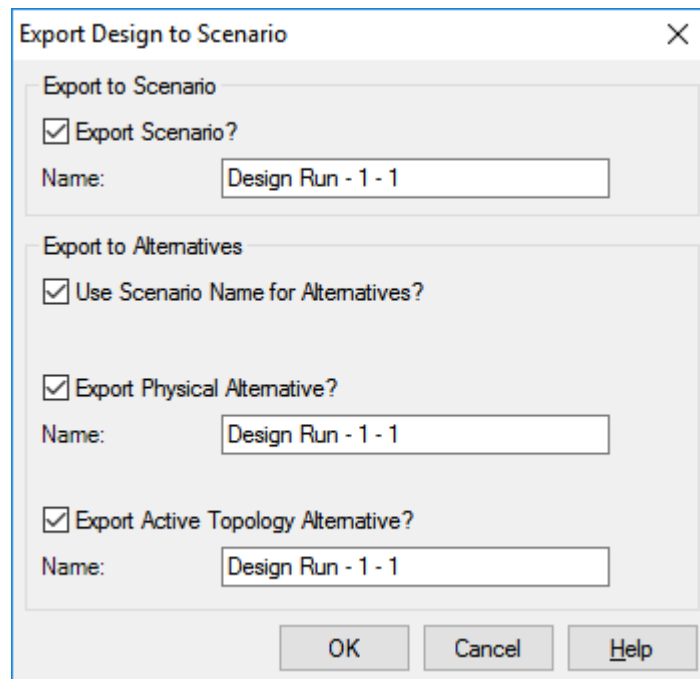 Export Design to Scenario
Export to Scenario
Export Scenario?
Name: Design Run - 1 - 1
Export to Alternatives
Use Scenario Name for Alternatives?
Export Physical Alternative?
Name: Design Run - 1 - 1
Export Active Topology Alternative?
Name: Design Run - 1 - 1
OK Cancel Help